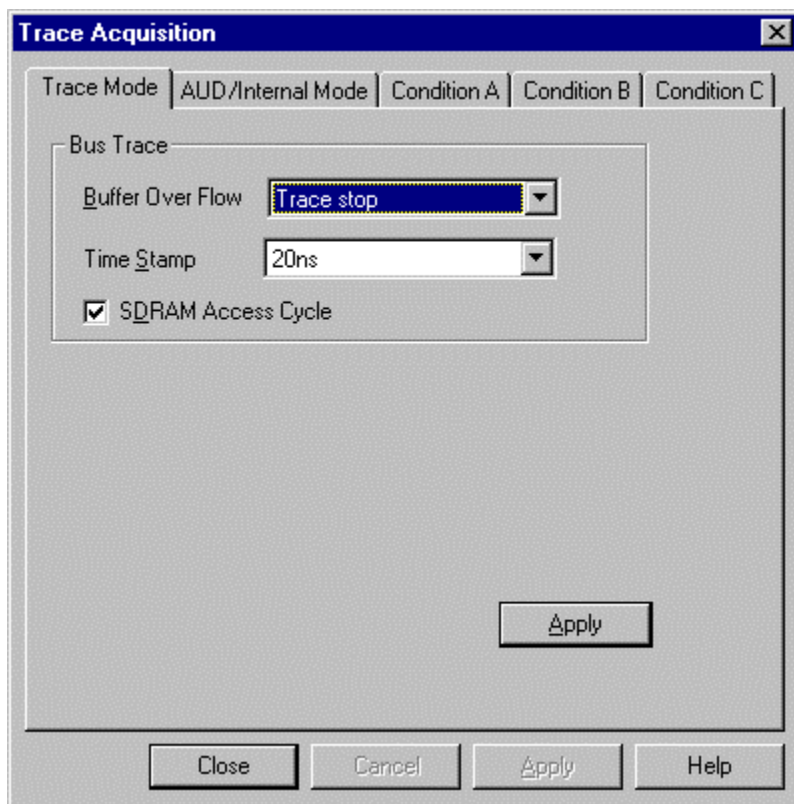 Trace Acquisition
Trace Mode AUD/Internal Mode Condition A Condition B Condition C
Bus Trace
Buffer Over Flow Trace stop
Time Stamp 20ns
SDRAM Access Cycle
Apply
Close Cancel Apply Help